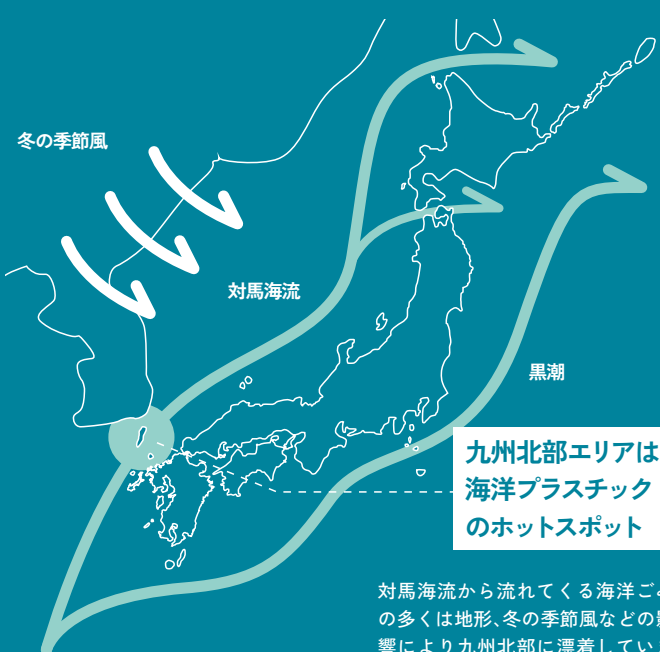 冬の季節風
対馬海流
黒潮
九州北部エリアは
海洋プラスチック
のホットスポット
対馬海流から流れてくる海洋ご
の多くは地形、冬の季節風などの
響により九州北部に漂着してい